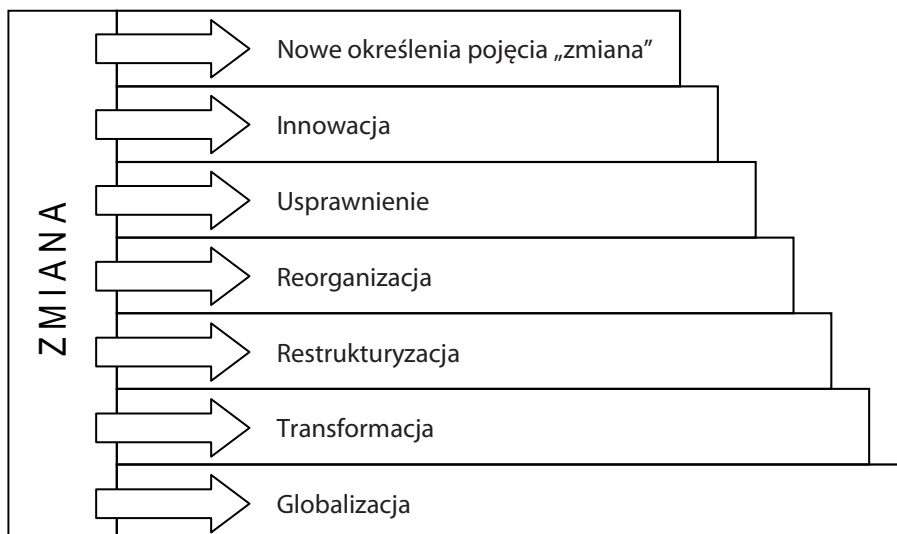 ZMIANA
Nowe określenia pojęcia „zmiana”
Innowacja
Usprawnienie
Reorganizacja
Restrukturyzacja
Transformacja
Globalizacja